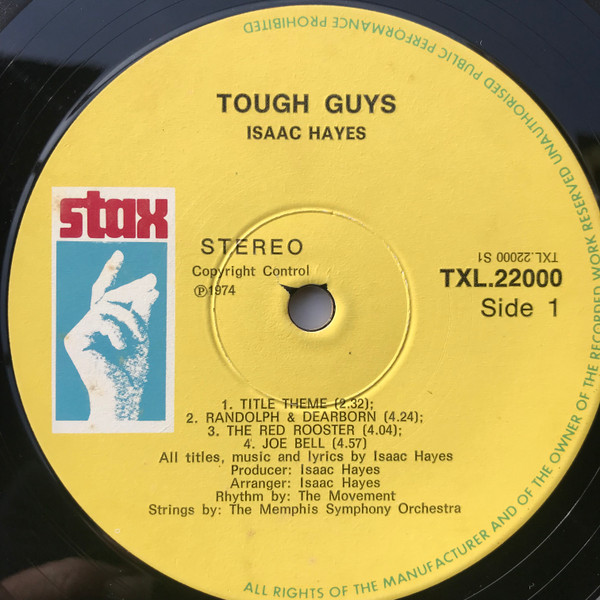 TOUGH GUYS
ISAAC HAYES
stax
STEREO
Copyright Control
℗1974
TXL.22000 S1
TXL.22000
Side 1
1. TITLE THEME (2.32);
2. RANDOLPH & DEARBORN (4.24);
3. THE RED ROOSTER (4.04);
4. JOE BELL (4.57)
All titles, music and lyrics by Isaac Hayes
Producer: Isaac Hayes
Arranger: Isaac Hayes
Rhythm by: The Movement
Strings by: The Memphis Symphony Orchestra
ALL RIGHTS OF THE MANUFACTURER AND OF THE OWNER OF THE RECORDED WORK RESERVED UNAUTHORISED PUBLIC PERFORMANCE PROHIBITED